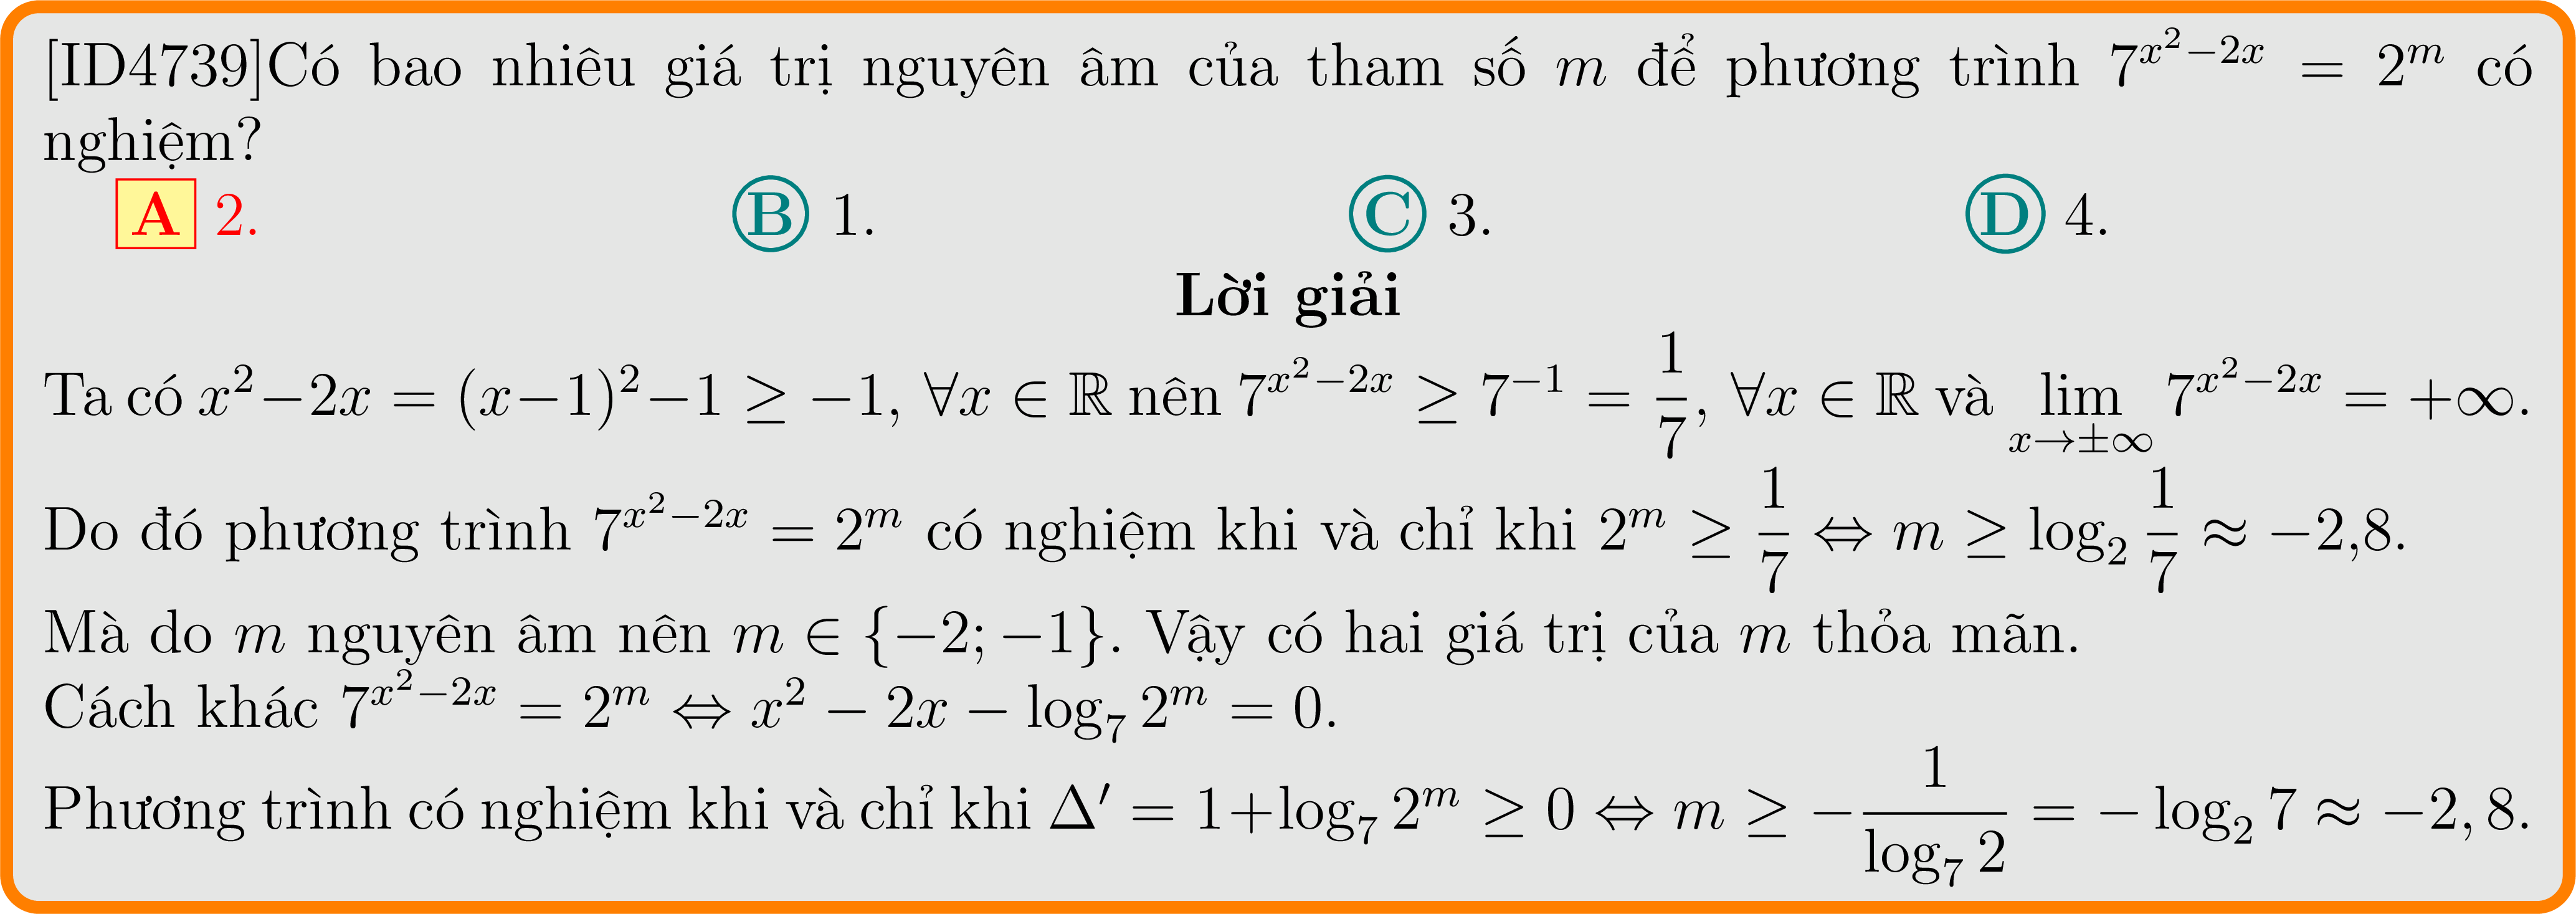 [ID4739]Có bao nhiêu giá trị nguyên âm của tham số $m$ để phương trình $7^{x^2-2x} = 2^m$ có
nghiệm?
A 2. B 1. C 3. D 4.
Lời giải
Ta có $x^2-2x = (x-1)^2-1 \geq -1, \forall x \in \mathbb{R}$ nên $7^{x^2-2x} \geq 7^{-1} = \dfrac{1}{7}, \forall x \in \mathbb{R}$ và $\lim\limits_{x \to \pm\infty} 7^{x^2-2x} = +\infty$.
Do đó phương trình $7^{x^2-2x} = 2^m$ có nghiệm khi và chỉ khi $2^m \geq \dfrac{1}{7} \Leftrightarrow m \geq \log_2 \dfrac{1}{7} \approx -2{,}8$.
Mà do $m$ nguyên âm nên $m \in \{-2; -1\}$. Vậy có hai giá trị của $m$ thỏa mãn.
Cách khác $7^{x^2-2x} = 2^m \Leftrightarrow x^2 - 2x - \log_7 2^m = 0$.
Phương trình có nghiệm khi và chỉ khi $\Delta' = 1+\log_7 2^m \geq 0 \Leftrightarrow m \geq -\dfrac{1}{\log_7 2} = -\log_2 7 \approx -2,8$.